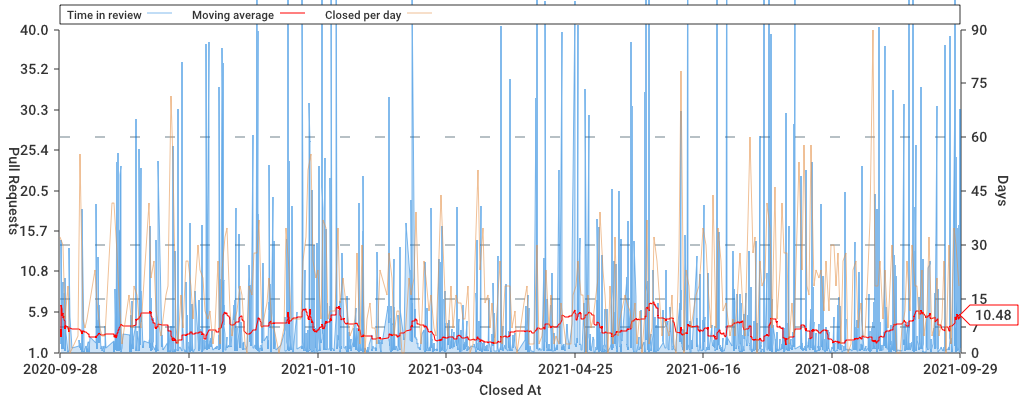 Time in review Moving average Closed per day
40.0 90
35.2 75
30.3 60
25.4 45
20.5 30
15.7 15
10.8 10.48
5.9 7
1.0 0
Pull Requests
Days
2020-09-28 2020-11-19 2021-01-10 2021-03-04 2021-04-25 2021-06-16 2021-08-08 2021-09-29
Closed At